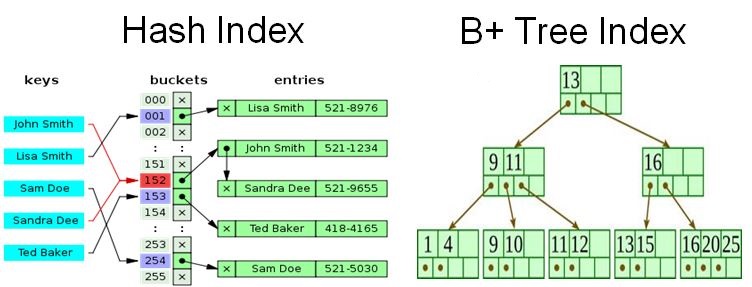 Hash Index
B+ Tree Index
keys
buckets
entries
John Smith
Lisa Smith
Sam Doe
Sandra Dee
Ted Baker
000 ×
001
002 ×
: :
151 ×
152
153
154 ×
: :
253 ×
254
255 ×
× Lisa Smith 521-8976
John Smith 521-1234
× Sandra Dee 521-9655
× Ted Baker 418-4165
× Sam Doe 521-5030
13
9 11
16
1 4
9 10
11 12
13 15
16 20 25